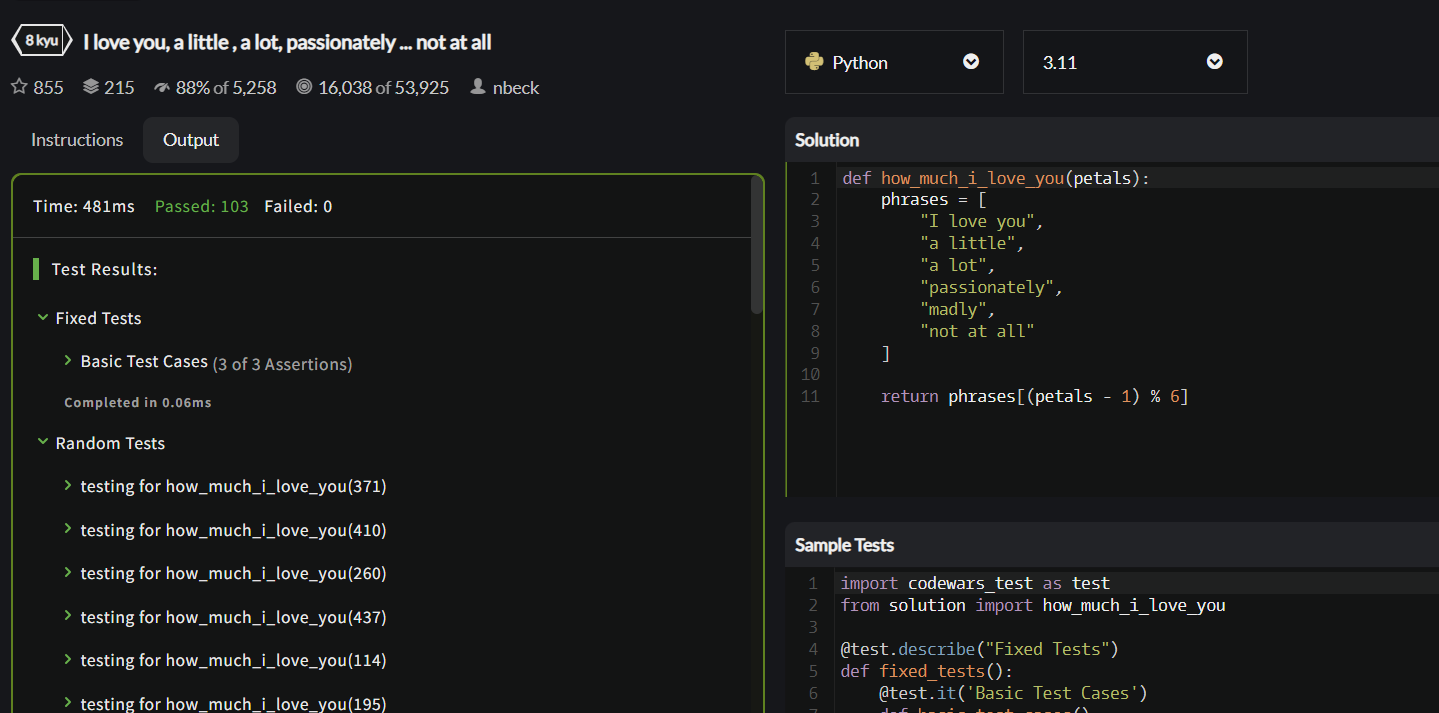 8 kyu I love you, a little , a lot, passionately ... not at all
855 215 88% of 5,258 16,038 of 53,925 nbeck
Instructions Output
Time: 481ms Passed: 103 Failed: 0
Test Results:
Fixed Tests
Basic Test Cases (3 of 3 Assertions)
Completed in 0.06ms
Random Tests
testing for how_much_i_love_you(371)
testing for how_much_i_love_you(410)
testing for how_much_i_love_you(260)
testing for how_much_i_love_you(437)
testing for how_much_i_love_you(114)
testing for how_much_i_love_you(195)
Python 3.11
Solution
1 def how_much_i_love_you(petals):
2 phrases = [
3 "I love you",
4 "a little",
5 "a lot",
6 "passionately",
7 "madly",
8 "not at all"
9 ]
10
11 return phrases[(petals - 1) % 6]
Sample Tests
1 import codewars_test as test
2 from solution import how_much_i_love_you
3
4 @test.describe("Fixed Tests")
5 def fixed_tests():
6 @test.it('Basic Test Cases')
7 def basic_test_cases()